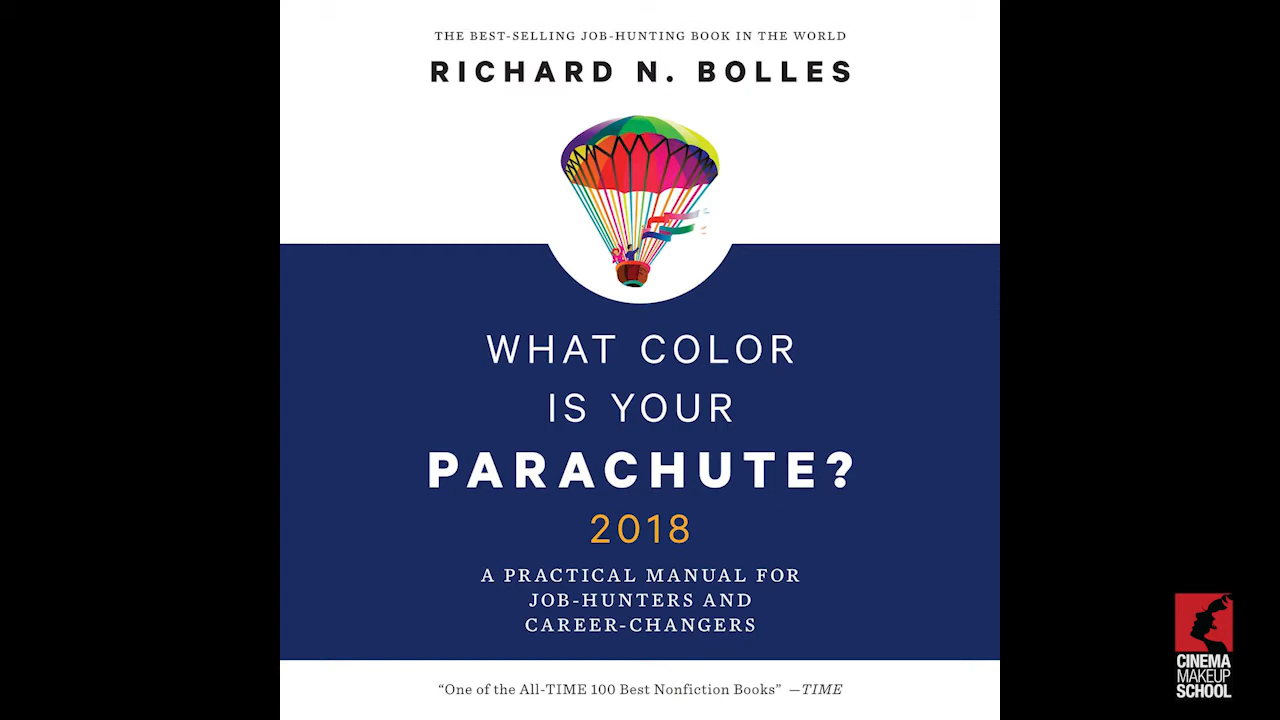 THE BEST-SELLING JOB-HUNTING BOOK IN THE WORLD
RICHARD N. BOLLES
WHAT COLOR
IS YOUR
PARACHUTE?
2018
A PRACTICAL MANUAL FOR
JOB-HUNTERS AND
CAREER-CHANGERS
“One of the All-TIME 100 Best Nonfiction Books” —TIME
CINEMA
MAKEUP
SCHOOL